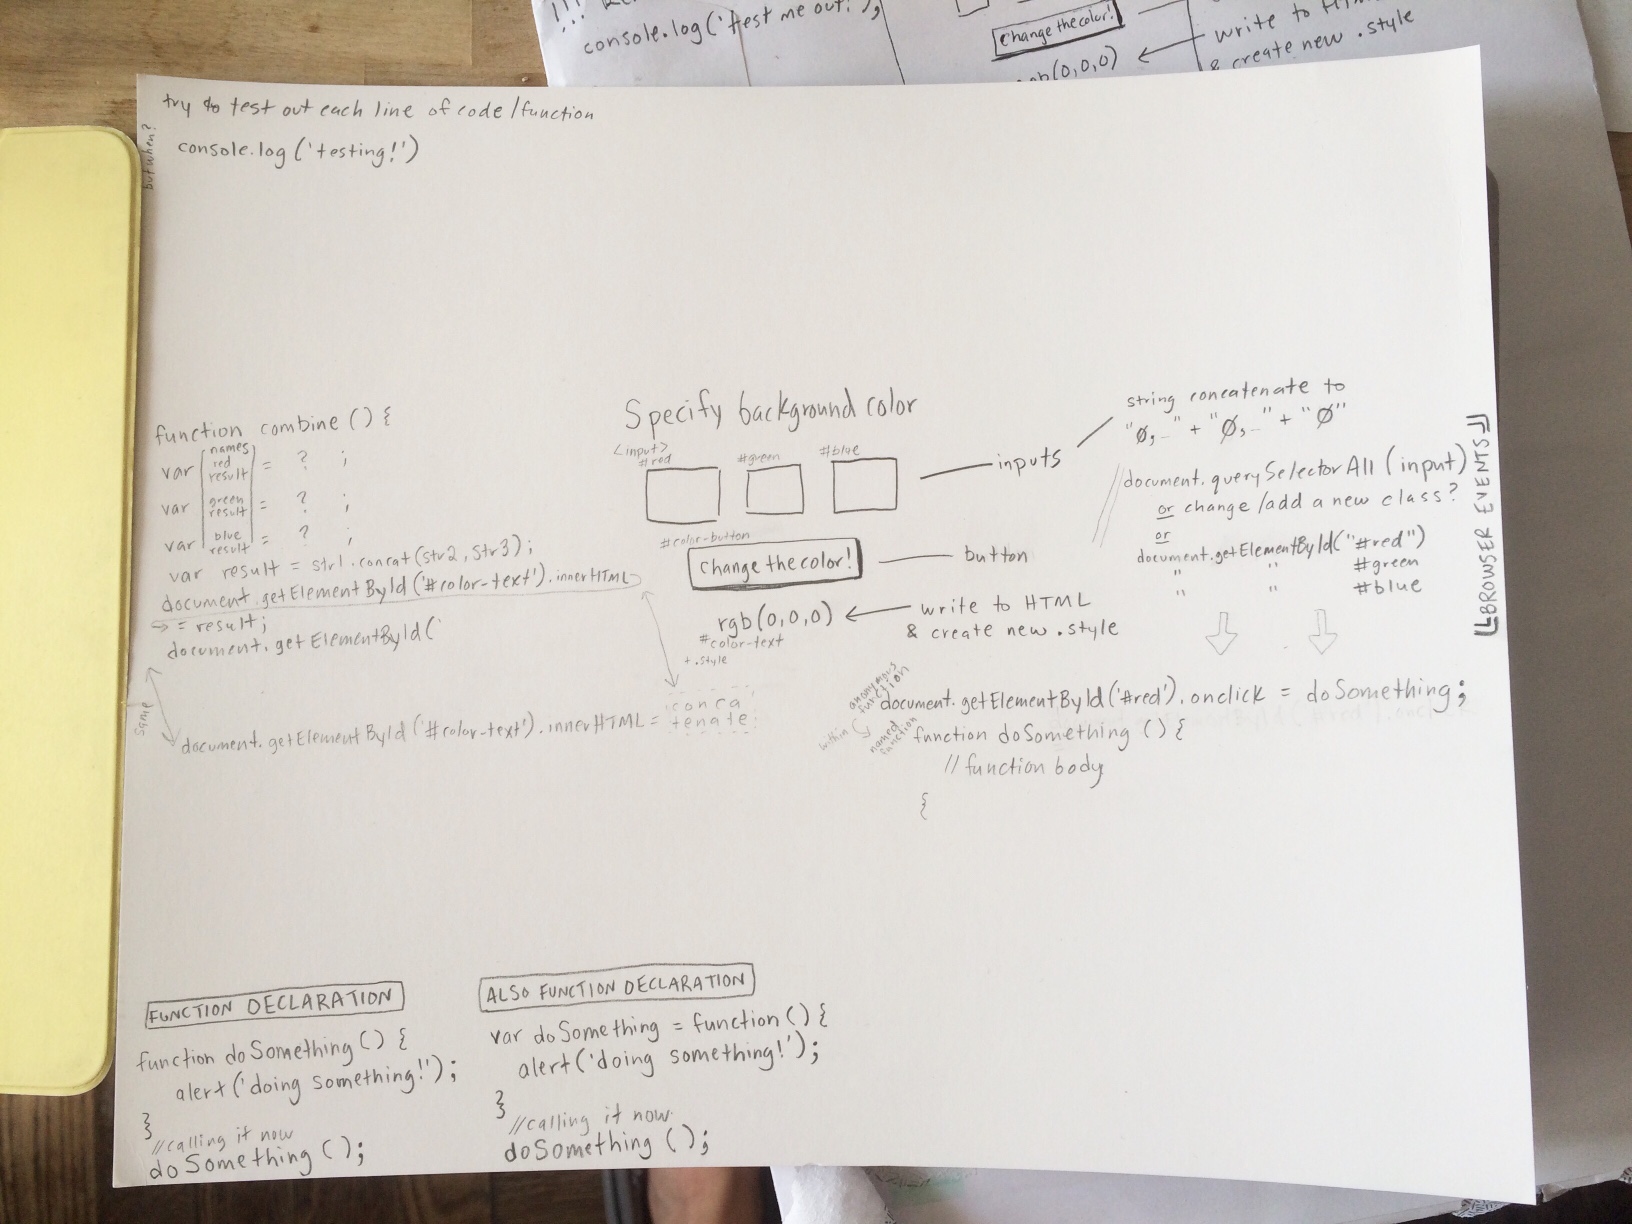 console.log('test me out!');
change the color!
(0,0,0)
write to
& create new .style
try to test out each line of code/function
but when?
console.log('testing!')
function combine () {
var names red result = ? ;
var green result = ? ;
var blue result = ? ;
var result = str1.concat(str2, str3);
document.getElementById('#color-text').innerHTML
= result;
document.getElementById('
same
document.getElementById('#color-text').innerHTML = conca
tenate
Specify background color
<input>
#red #green #blue
inputs
#color-button
change the color!
button
rgb(0,0,0)
#color-text
+ .style
write to HTML
& create new .style
string concatenate to
"Ø,_" + "Ø,_" + "Ø"
document.querySelectorAll(input)
or change/add a new class?
or
document.getElementById("#red")
" " #green
" " #blue
BROWSER EVENTS
anonymous
function
within
named
function
document.getElementById('#red').onclick = doSomething;
function doSomething () {
// function body
{
FUNCTION DECLARATION
function doSomething () {
alert('doing something!');
}
//calling it now
doSomething ();
ALSO FUNCTION DECLARATION
var doSomething = function () {
alert('doing something!');
}
//calling it now
doSomething ();